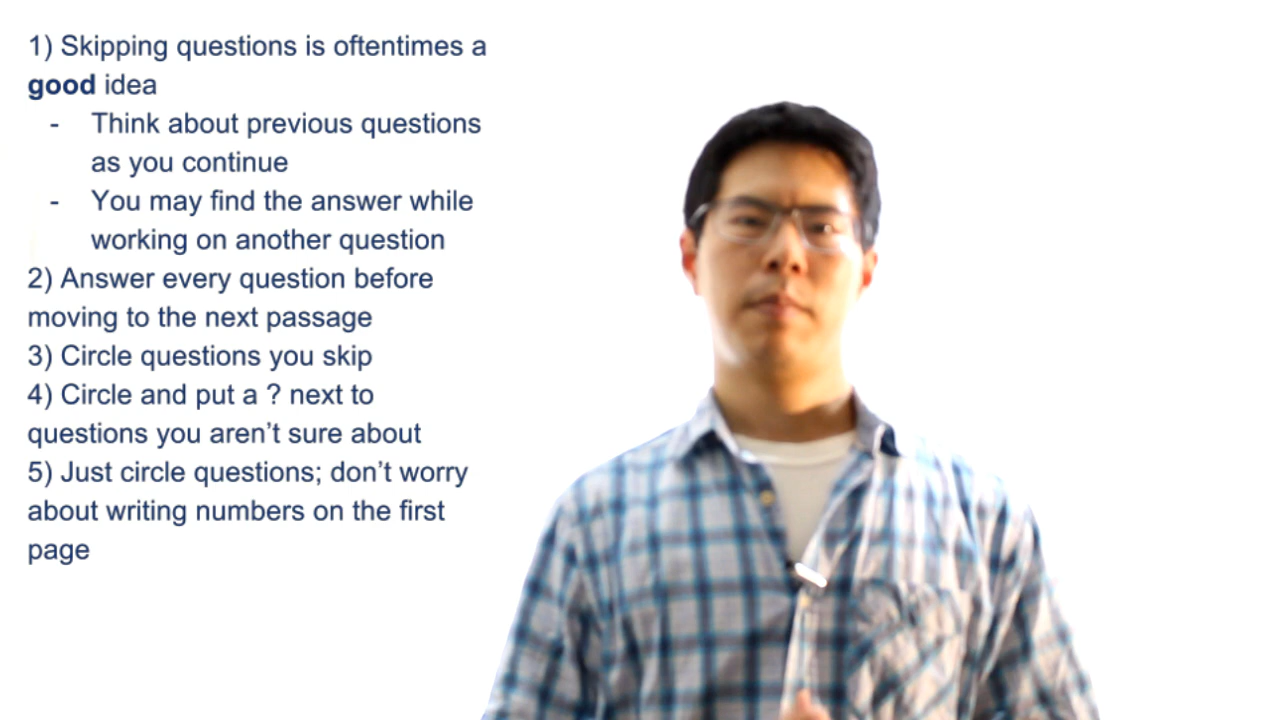 1) Skipping questions is oftentimes a
good idea
- Think about previous questions
as you continue
- You may find the answer while
working on another question
2) Answer every question before
moving to the next passage
3) Circle questions you skip
4) Circle and put a ? next to
questions you aren’t sure about
5) Just circle questions; don’t worry
about writing numbers on the first
page